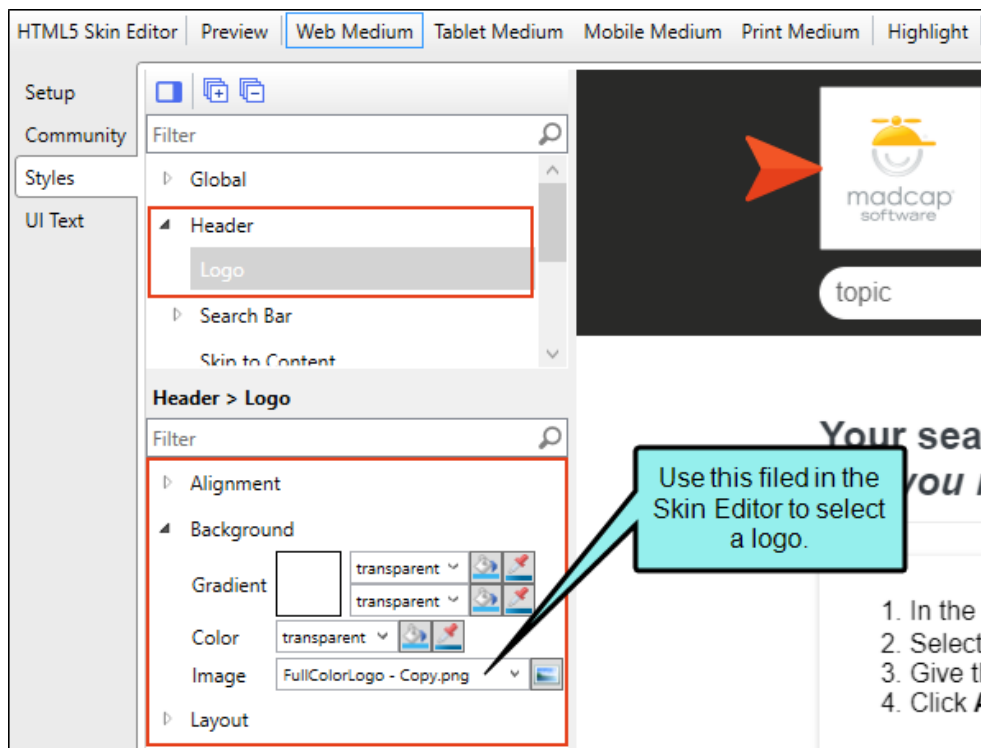 HTML5 Skin Editor Preview Web Medium Tablet Medium Mobile Medium Print Medium Highlight
Setup
Community
Styles
UI Text
Filter
Global
Header
Logo
Search Bar
Skip to Content
Header > Logo
Filter
Alignment
Background
Gradient
transparent
transparent
Color
transparent
Image
FullColorLogo - Copy.png
Layout
madcap
software
topic
Your sea
you
Use this filed in the
Skin Editor to select
a logo.
1. In the
2. Select
3. Give th
4. Click A